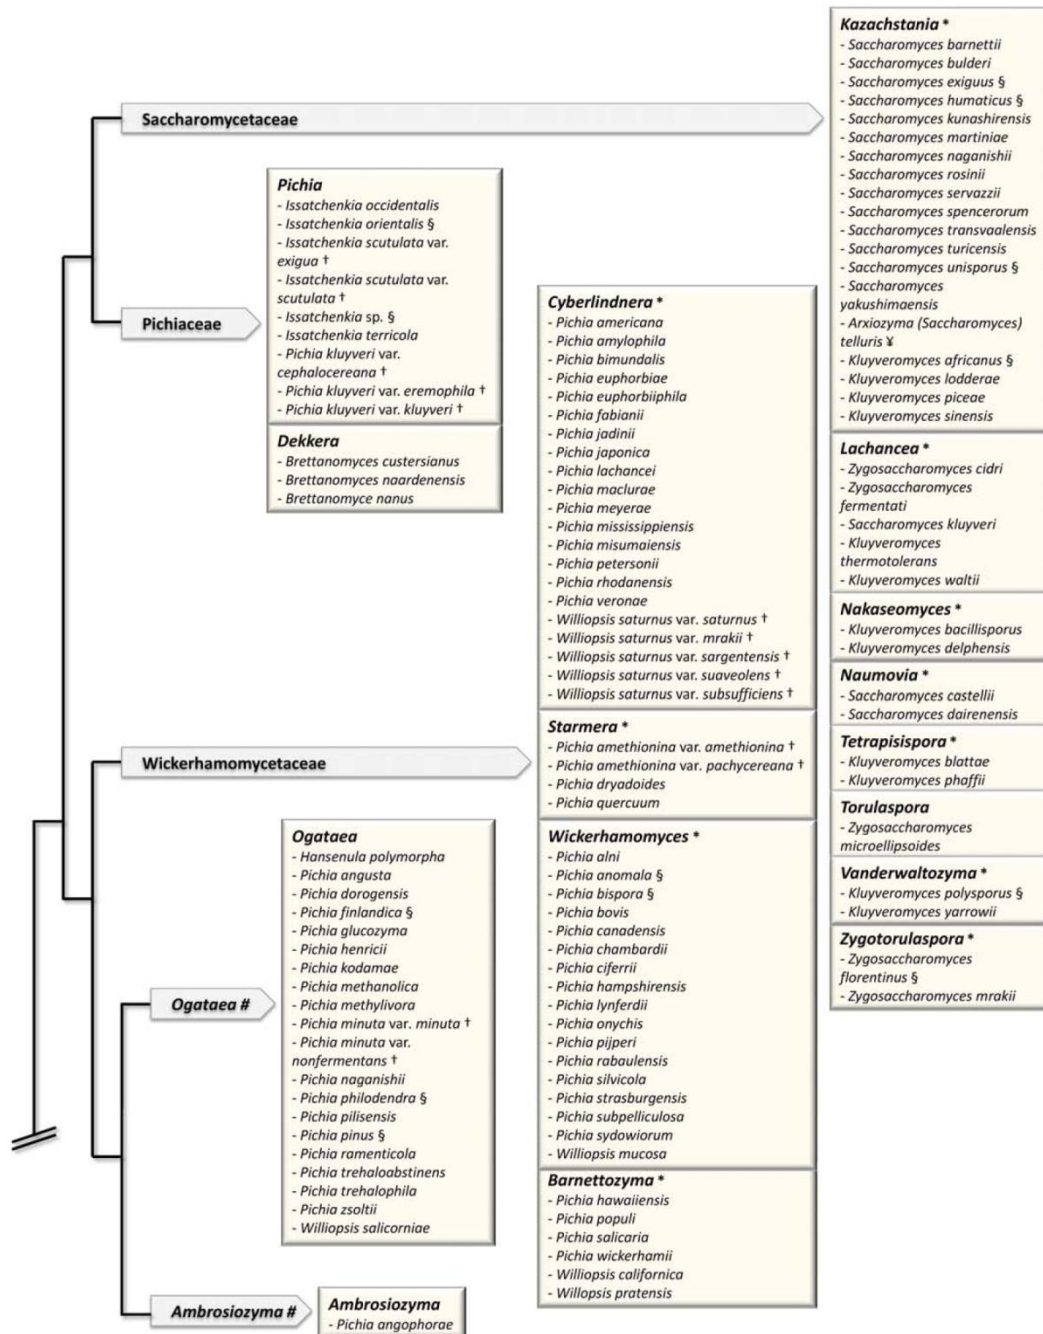 Saccharomycetaceae
Kazachstania *
- Saccharomyces barnettii
- Saccharomyces bulderi
- Saccharomyces exiguus §
- Saccharomyces humaticus §
- Saccharomyces kunashirensis
- Saccharomyces martiniae
- Saccharomyces naganishii
- Saccharomyces rosinii
- Saccharomyces servazzii
- Saccharomyces spencerorum
- Saccharomyces transvaalensis
- Saccharomyces turicensis
- Saccharomyces unisporus §
- Saccharomyces
yakushimaensis
- Arxiozyma (Saccharomyces)
telluris ¥
- Kluyveromyces africanus §
- Kluyveromyces lodderae
- Kluyveromyces piceae
- Kluyveromyces sinensis
Lachancea *
- Zygosaccharomyces cidri
- Zygosaccharomyces
fermentati
- Saccharomyces kluyveri
- Kluyveromyces
thermotolerans
- Kluyveromyces waltii
Nakaseomyces *
- Kluyveromyces bacillisporus
- Kluyveromyces delphensis
Naumovia *
- Saccharomyces castellii
- Saccharomyces dairenensis
Tetrapisispora *
- Kluyveromyces blattae
- Kluyveromyces phaffii
Torulaspora
- Zygosaccharomyces
microellipsoides
Vanderwaltozyma *
- Kluyveromyces polysporus §
- Kluyveromyces yarrowii
Zygotorulaspora *
- Zygosaccharomyces
florentinus §
- Zygosaccharomyces mrakii
Pichiaceae
Pichia
- Issatchenkia occidentalis
- Issatchenkia orientalis §
- Issatchenkia scutulata var.
exigua †
- Issatchenkia scutulata var.
scutulata †
- Issatchenkia sp. §
- Issatchenkia terricola
- Pichia kluyveri var.
cephalocereana †
- Pichia kluyveri var. eremophila †
- Pichia kluyveri var. kluyveri †
Dekkera
- Brettanomyces custersianus
- Brettanomyces naardenensis
- Brettanomyce nanus
Wickerhamomycetaceae
Cyberlindnera *
- Pichia americana
- Pichia amylophila
- Pichia bimundalis
- Pichia euphorbiae
- Pichia euphorbiiphila
- Pichia fabianii
- Pichia jadinii
- Pichia japonica
- Pichia lachancei
- Pichia maclurae
- Pichia meyerae
- Pichia mississippiensis
- Pichia misumaiensis
- Pichia petersonii
- Pichia rhodanensis
- Pichia veronae
- Williopsis saturnus var. saturnus †
- Williopsis saturnus var. mrakii †
- Williopsis saturnus var. sargentensis †
- Williopsis saturnus var. suaveolens †
- Williopsis saturnus var. subsufficiens †
Starmera *
- Pichia amethionina var. amethionina †
- Pichia amethionina var. pachycereana †
- Pichia dryadoides
- Pichia quercuum
Wickerhamomyces *
- Pichia alni
- Pichia anomala §
- Pichia bispora §
- Pichia bovis
- Pichia canadensis
- Pichia chambardii
- Pichia ciferrii
- Pichia hampshirensis
- Pichia lynferdii
- Pichia onychis
- Pichia pijperi
- Pichia rabaulensis
- Pichia silvicola
- Pichia strasburgensis
- Pichia subpelliculosa
- Pichia sydowiorum
- Williopsis mucosa
Barnettozyma *
- Pichia hawaiiensis
- Pichia populi
- Pichia salicaria
- Pichia wickerhamii
- Williopsis californica
- Willopsis pratensis
Ogataea #
Ogataea
- Hansenula polymorpha
- Pichia angusta
- Pichia dorogensis
- Pichia finlandica §
- Pichia glucozyma
- Pichia henricii
- Pichia kodamae
- Pichia methanolica
- Pichia methylivora
- Pichia minuta var. minuta †
- Pichia minuta var.
nonfermentans †
- Pichia naganishii
- Pichia philodendra §
- Pichia pilisensis
- Pichia pinus §
- Pichia ramenticola
- Pichia trehaloabstinens
- Pichia trehalophila
- Pichia zsoltii
- Williopsis salicorniae
Ambrosiozyma #
Ambrosiozyma
- Pichia angophorae